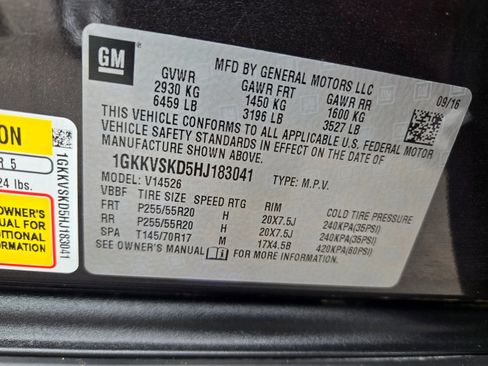 GM
MFD BY GENERAL MOTORS LLC
GVWR GAWR FRT GAWR RR 09/16
2930 KG 1450 KG 1600 KG
6459 LB 3196 LB 3527 LB
THIS VEHICLE CONFORMS TO ALL APPLICABLE U.S. FEDERAL MOTOR
VEHICLE SAFETY STANDARDS IN EFFECT ON THE DATE OF
MANUFACTURE SHOWN ABOVE.
1GKKVSKD5HJ183041 TYPE: M.P.V.
MODEL: V14526
VBBF TIRE SIZE SPEED RTG RIM COLD TIRE PRESSURE
FRT P255/55R20 H 20X7.5J 240KPA(35PSI)
RR P255/55R20 H 20X7.5J 240KPA(35PSI)
SPA T145/70R17 M 17X4.5B 420KPA(60PSI)
SEE OWNER'S MANUAL FOR MORE INFORMATION
ON
R 5
24 lbs.
OWNER'S
UAL FOR
DITIONAL
ORMATION
1GKKVSKD5HJ183041